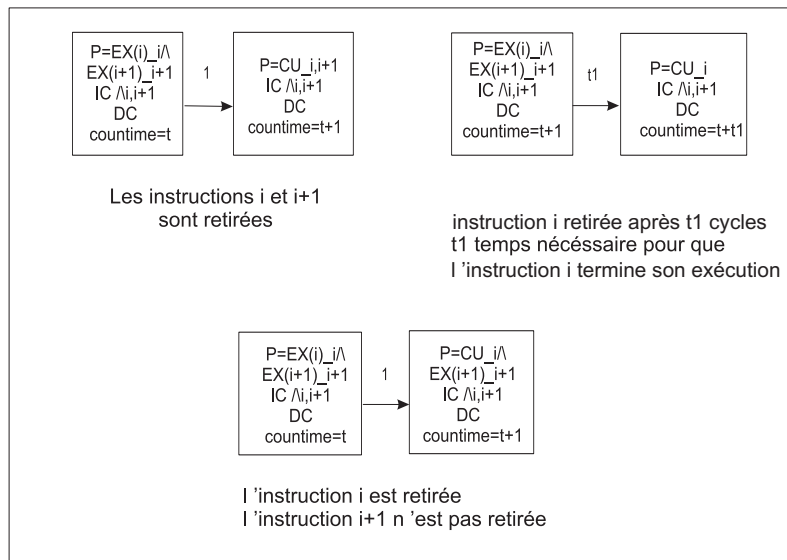 P=EX(i)_i/\
EX(i+1)_i+1
IC /\i,i+1
DC
countime=t
1
P=CU_i,i+1
IC /\i,i+1
DC
countime=t+1
Les instructions i et i+1
sont retirées
P=EX(i)_i/\
EX(i+1)_i+1
IC /\i,i+1
DC
countime=t+1
t1
P=CU_i
IC /\i,i+1
DC
countime=t+t1
instruction i retirée après t1 cycles
t1 temps nécéssaire pour que
l 'instruction i termine son exécution
P=EX(i)_i/\
EX(i+1)_i+1
IC /\i,i+1
DC
countime=t
1
P=CU_i/\
EX(i+1)_i+1
IC /\i,i+1
DC
countime=t+1
l 'instruction i est retirée
l 'instruction i+1 n 'est pas retirée